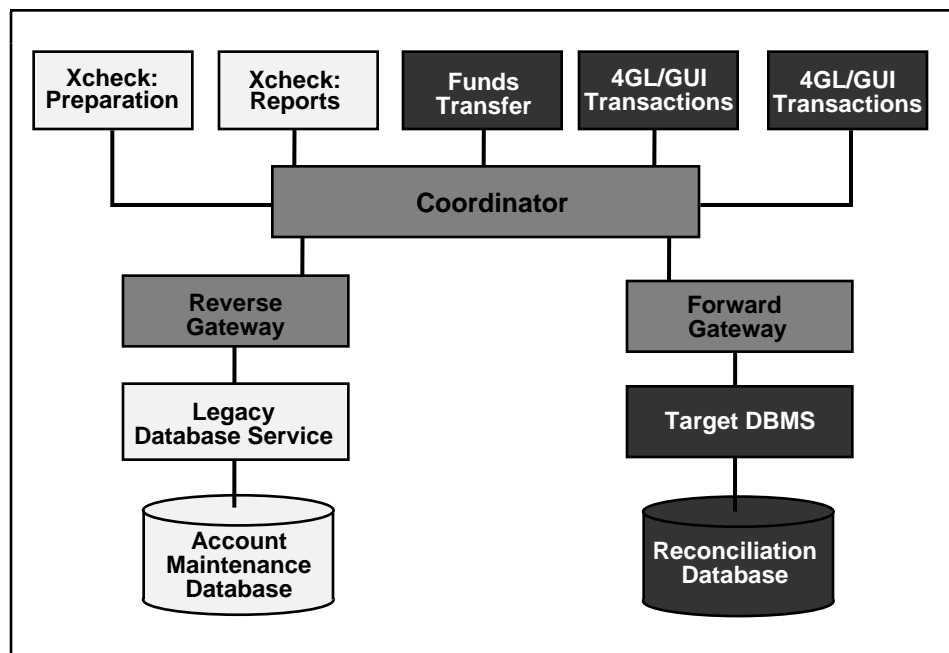 Xcheck:
Preparation
Xcheck:
Reports
Funds
Transfer
4GL/GUI
Transactions
4GL/GUI
Transactions
Coordinator
Reverse
Gateway
Forward
Gateway
Legacy
Database Service
Target DBMS
Account
Maintenance
Database
Reconciliation
Database